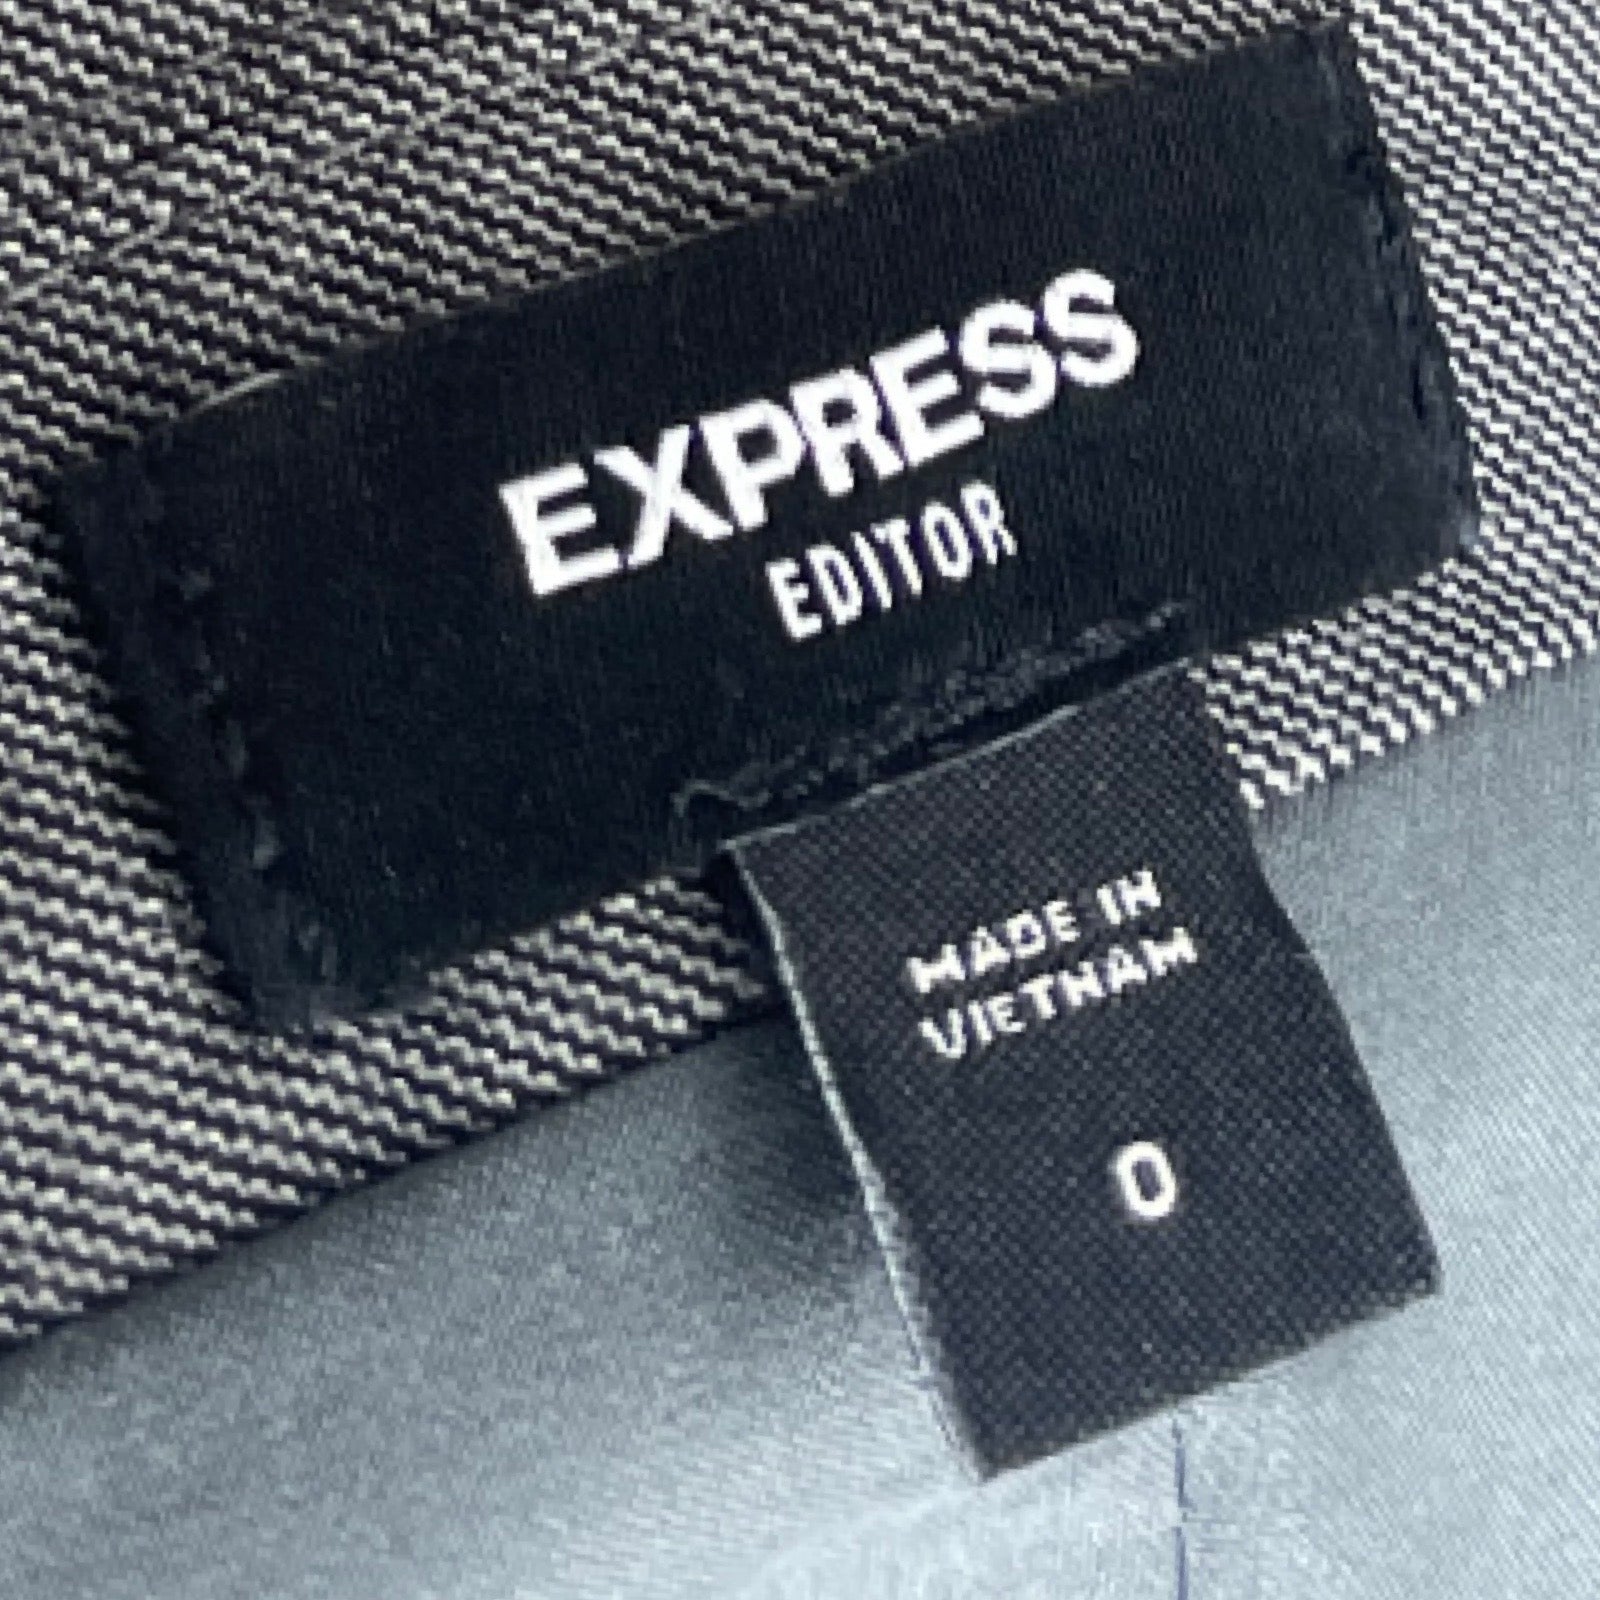 EXPRESS
EDITOR
MADE IN
VIETNAM
0